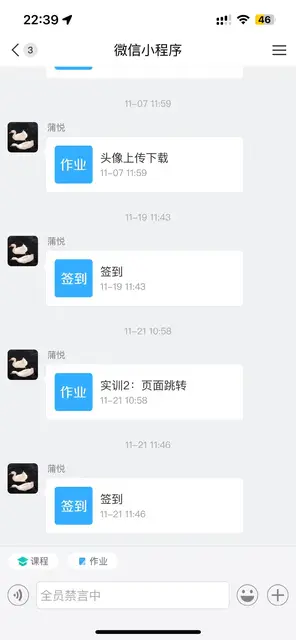 22:39
46
3
微信小程序
11-07 11:59
蒲悦
作业
头像上传下载
11-07 11:59
11-19 11:43
蒲悦
签到
签到
11-19 11:43
11-21 10:58
蒲悦
作业
实训2：页面跳转
11-21 10:58
11-21 11:46
蒲悦
签到
签到
11-21 11:46
课程
作业
全员禁言中